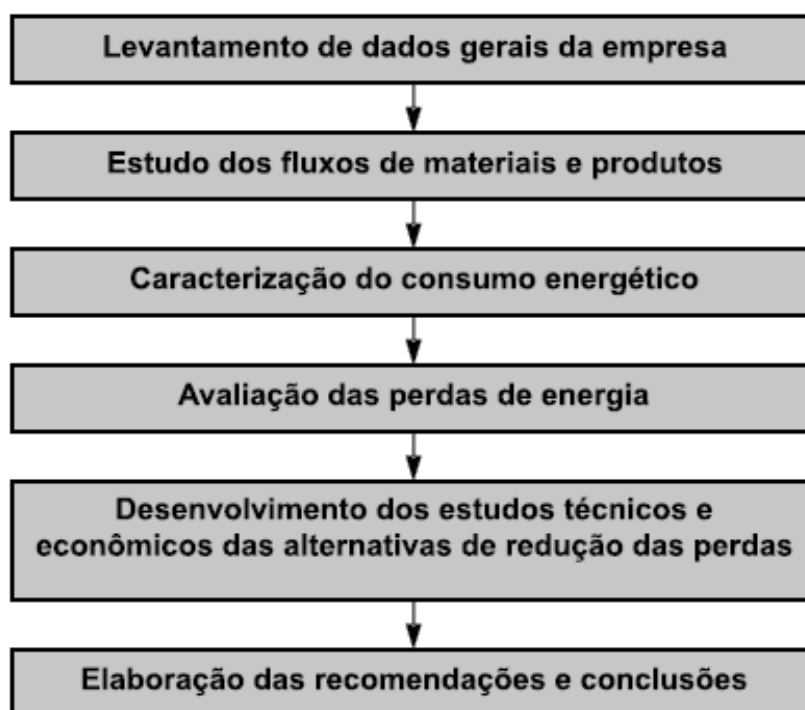 Levantamento de dados gerais da empresa
Estudo dos fluxos de materiais e produtos
Caracterização do consumo energético
Avaliação das perdas de energia
Desenvolvimento dos estudos técnicos e
econômicos das alternativas de redução das perdas
Elaboração das recomendações e conclusões